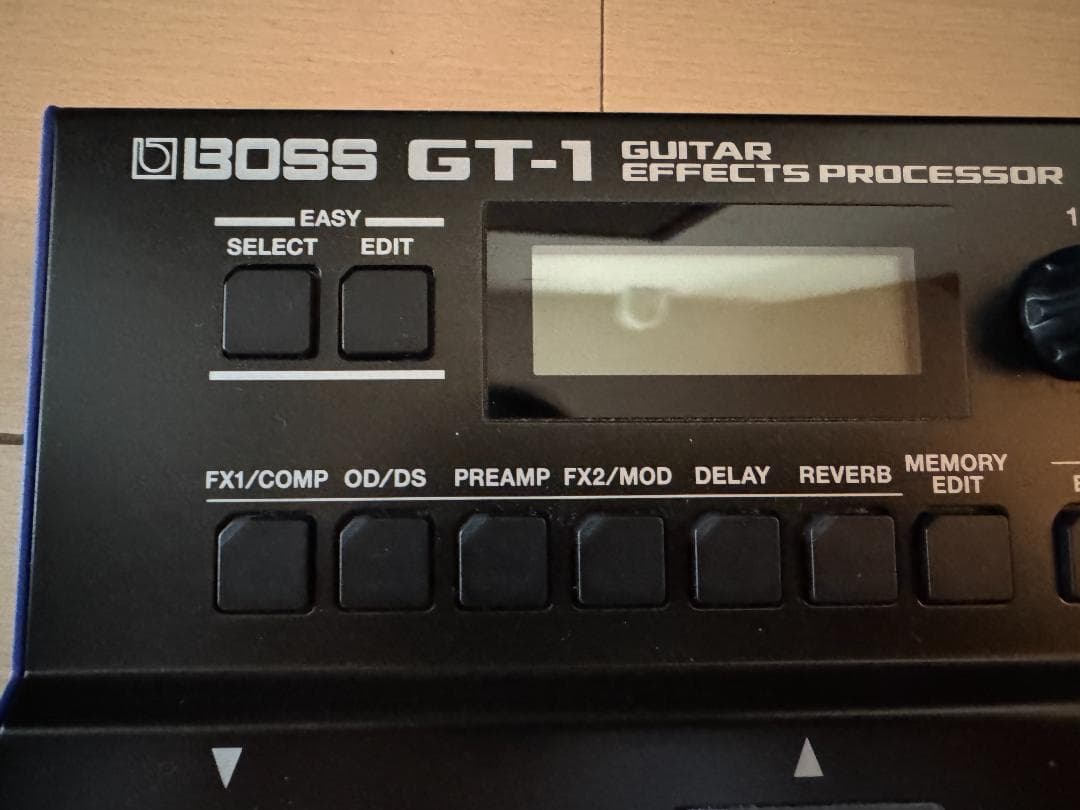 BOSS GT-1 GUITAR
EFFECTS PROCESSOR
EASY
SELECT EDIT
1
FX1/COMP OD/DS PREAMP FX2/MOD DELAY REVERB MEMORY
EDIT